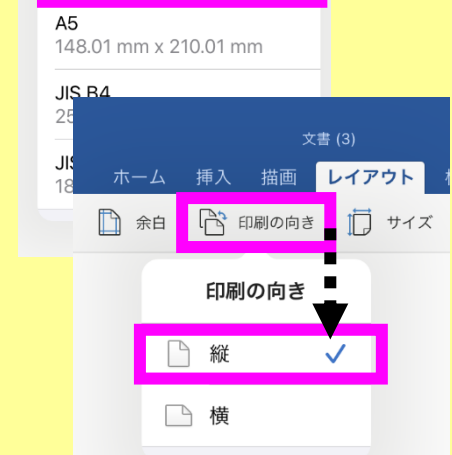 A5
148.01 mm x 210.01 mm
JIS B4
文書 (3)
ホーム 挿入 描画 レイアウト
余白 印刷の向き サイズ
印刷の向き
縦
横